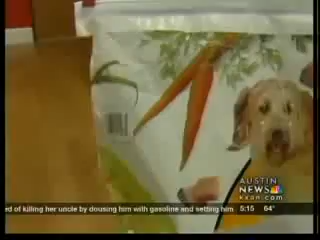 AUSTIN
NEWS
kxan.com
ed of killing her uncle by dousing him with gasoline and setting him
5:15 64°